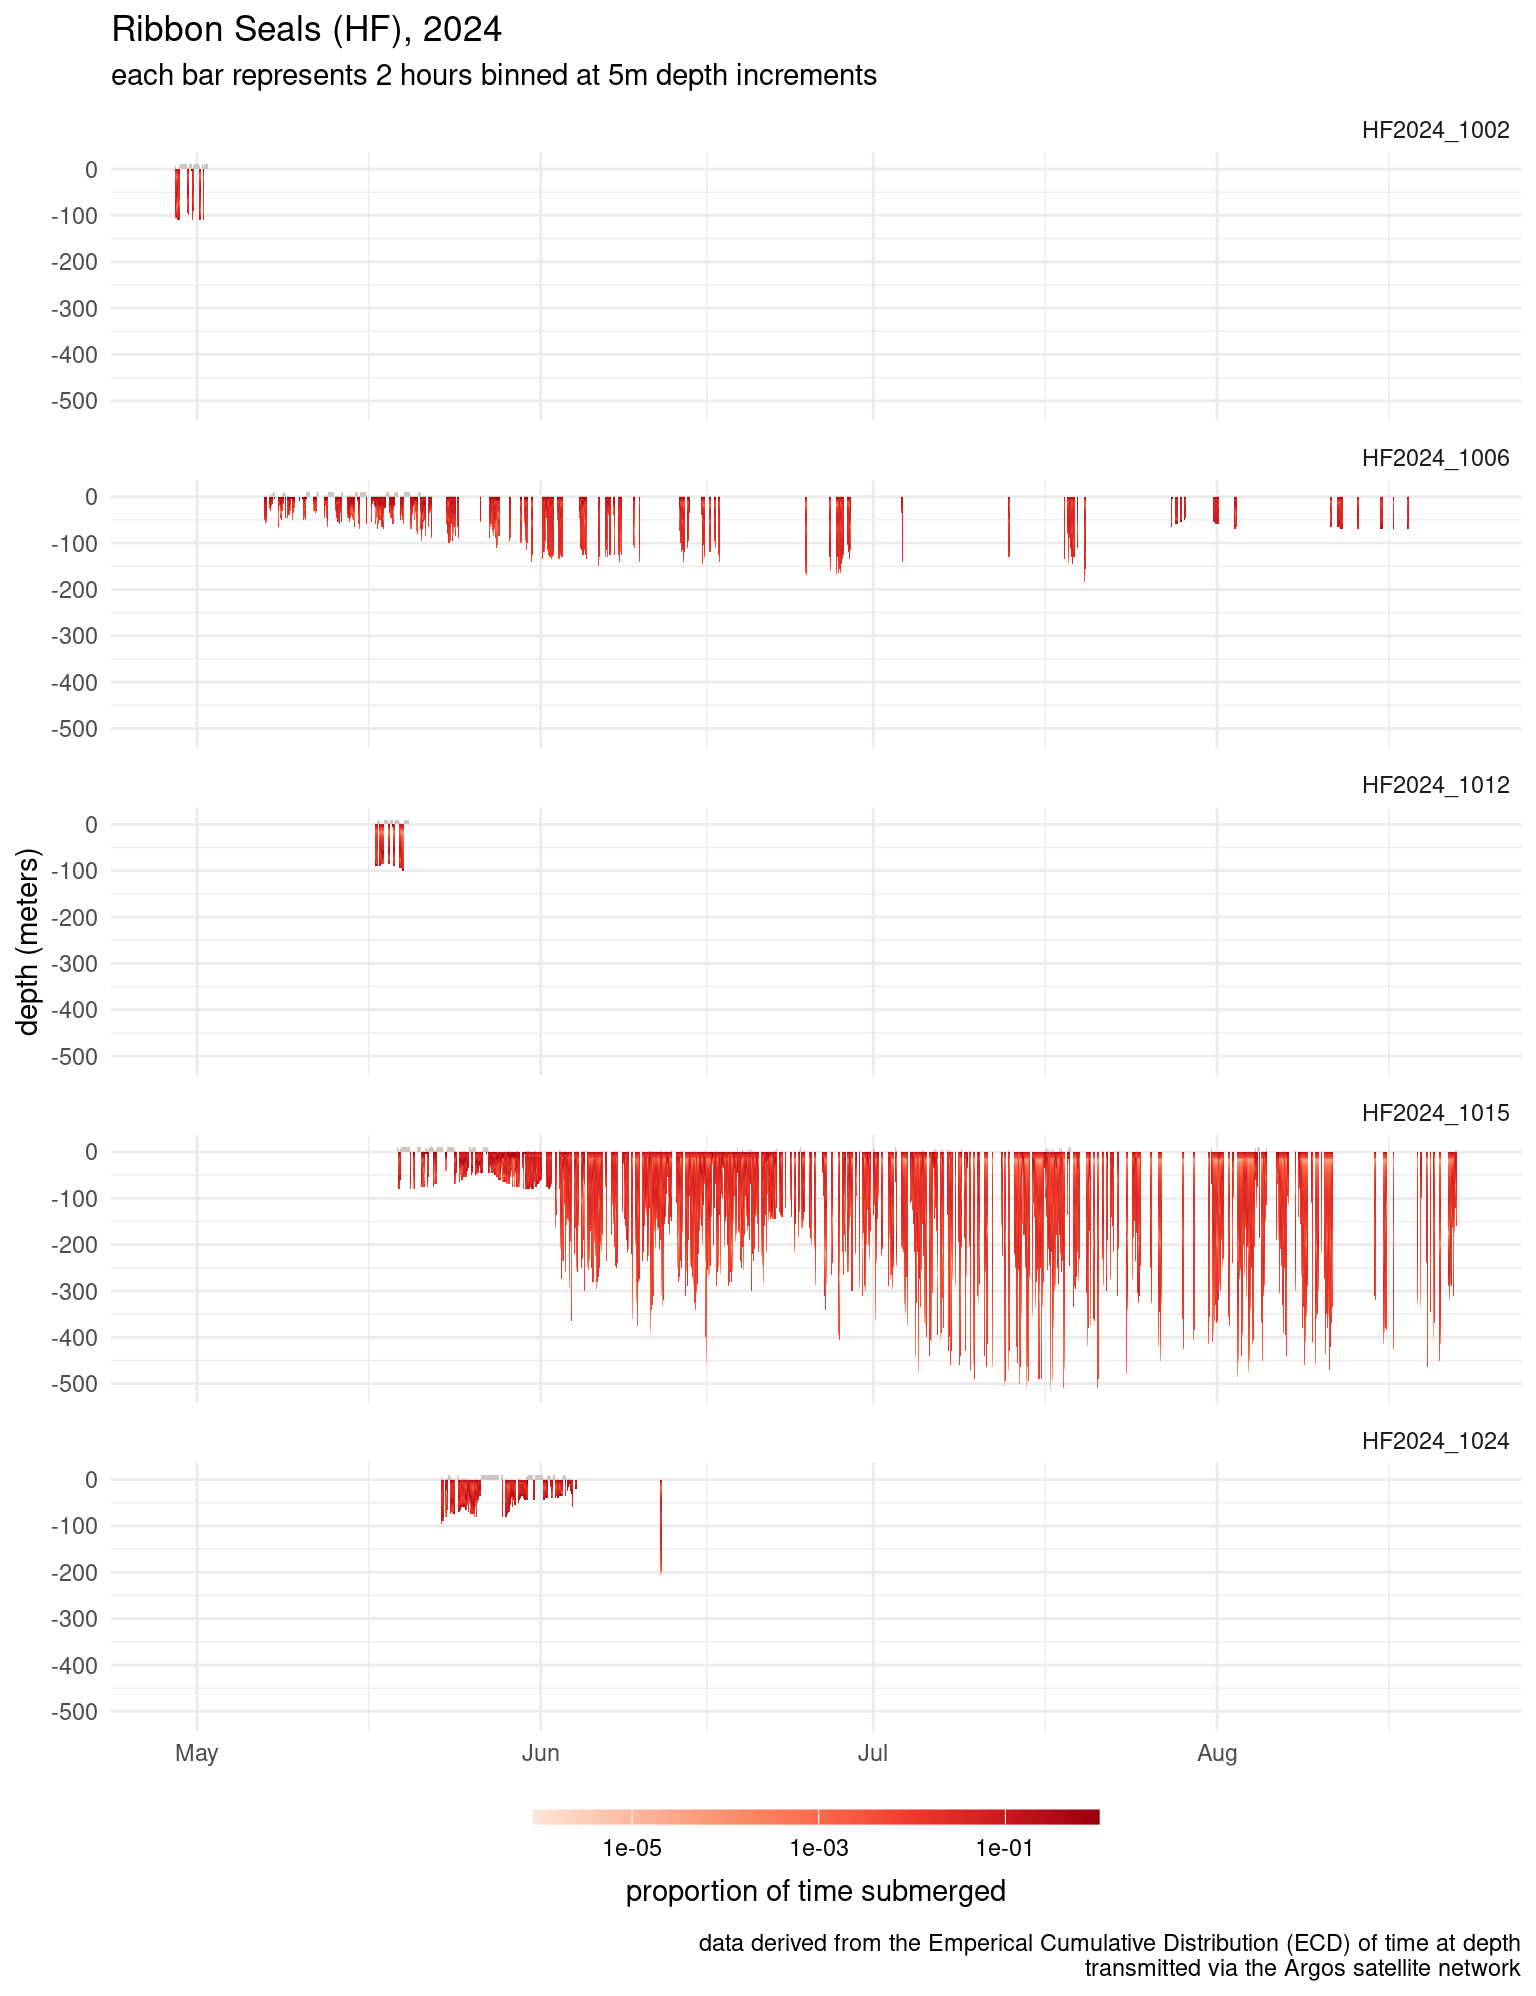 Ribbon Seals (HF), 2024
each bar represents 2 hours binned at 5m depth increments
HF2024_1002
0
-100
-200
-300
-400
-500
HF2024_1006
0
-100
-200
-300
-400
-500
HF2024_1012
0
-100
-200
-300
-400
-500
depth (meters)
HF2024_1015
0
-100
-200
-300
-400
-500
HF2024_1024
0
-100
-200
-300
-400
-500
May Jun Jul Aug
1e-05 1e-03 1e-01
proportion of time submerged
data derived from the Emperical Cumulative Distribution (ECD) of time at depth
transmitted via the Argos satellite network